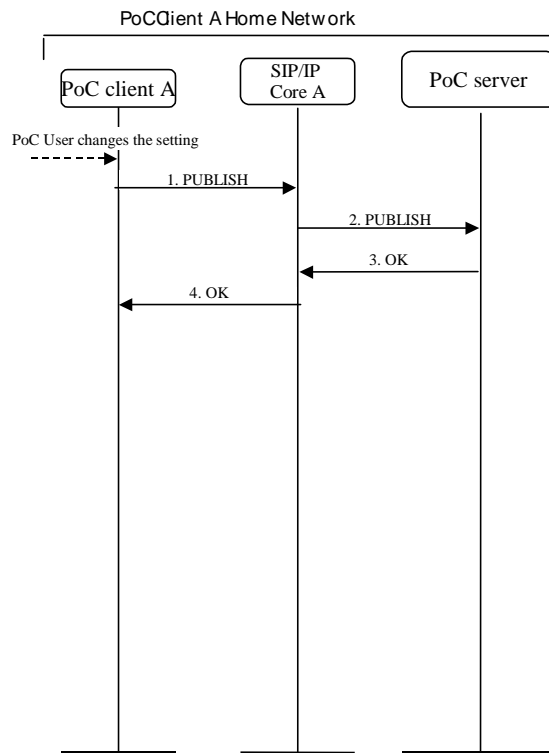 PoCClient A Home Network
PoC client A
SIP/IP
Core A
PoC server
PoC User changes the setting
1. PUBLISH
2. PUBLISH
3. OK
4. OK